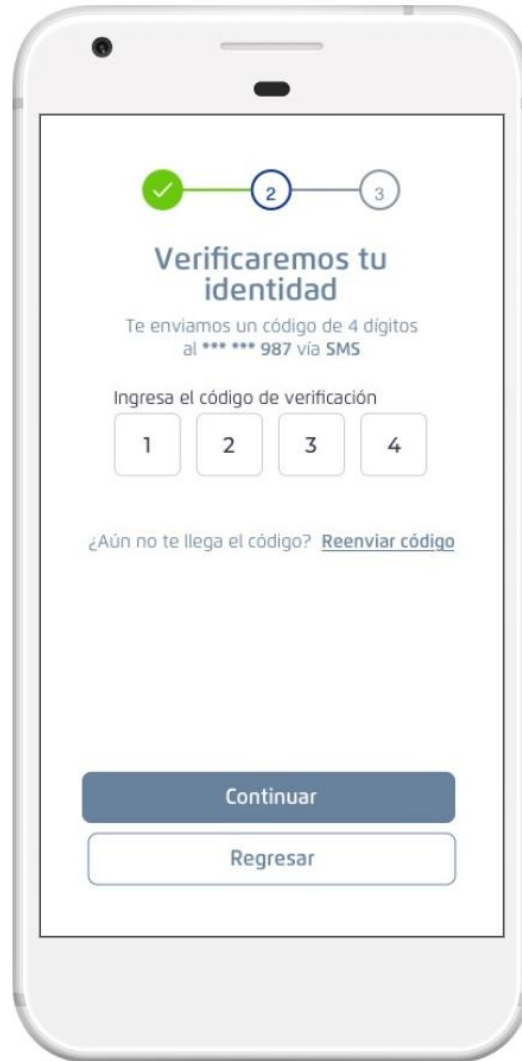 2 3
Verificaremos tu
identidad
Te enviamos un código de 4 dígitos
al *** *** 987 vía SMS
Ingresa el código de verificación
1 2 3 4
¿Aún no te llega el código? Reenviar código
Continuar
Regresar